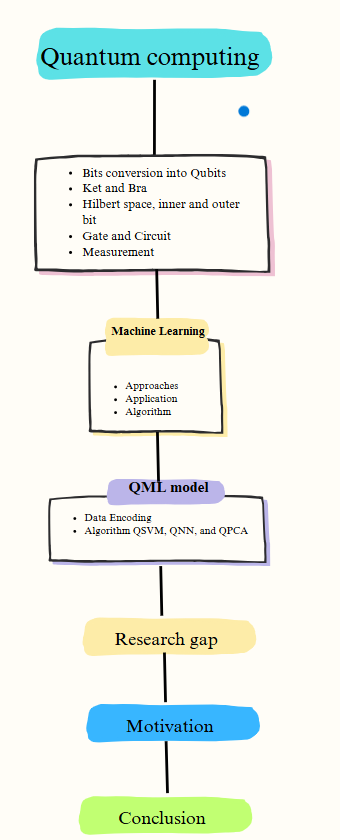 Quantum computing
• Bits conversion into Qubits
• Ket and Bra
• Hilbert space, inner and outer
bit
• Gate and Circuit
• Measurement
Machine Learning
• Approaches
• Application
• Algorithm
QML model
• Data Encoding
• Algorithm QSVM, QNN, and QPCA
Research gap
Motivation
Conclusion